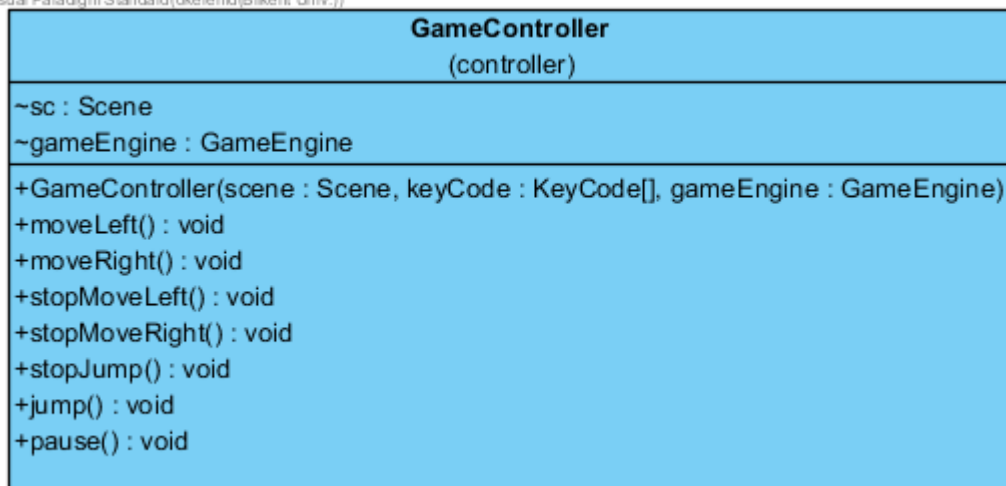 GameController
(controller)
~sc : Scene
~gameEngine : GameEngine
+GameController(scene : Scene, keyCode : KeyCode[], gameEngine : GameEngine)
+moveLeft() : void
+moveRight() : void
+stopMoveLeft() : void
+stopMoveRight() : void
+stopJump() : void
+jump() : void
+pause() : void